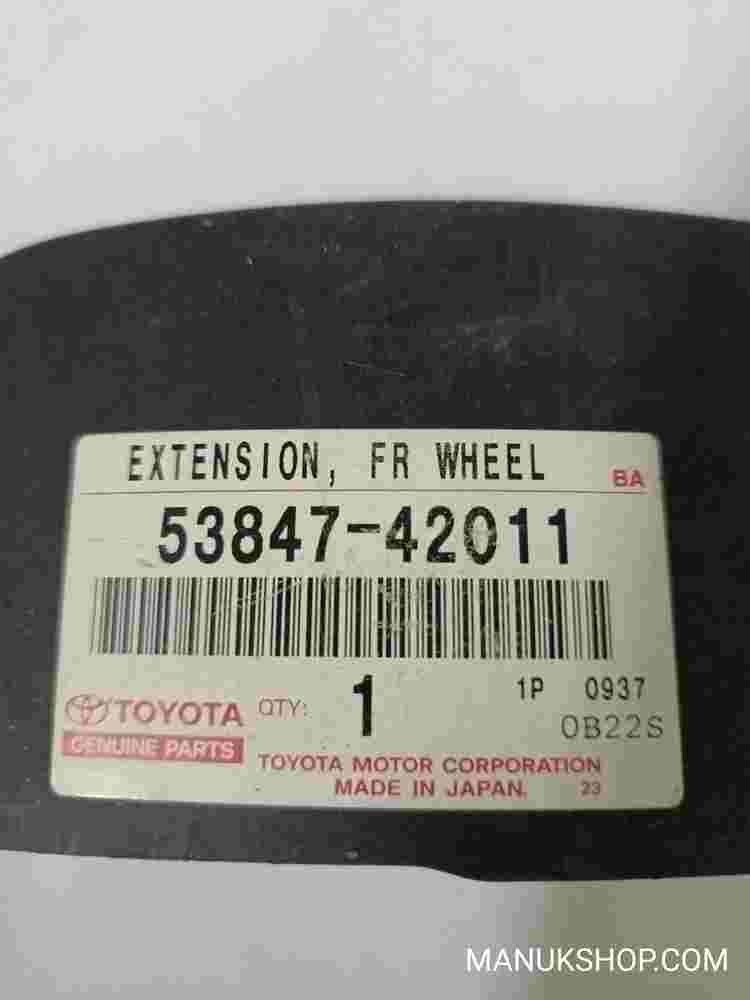 EXTENSION, FR WHEEL
BA
53847-42011
TOYOTA QTY: 1 1P 0937
0B22S
GENUINE PARTS
TOYOTA MOTOR CORPORATION
MADE IN JAPAN. 23
MANUKSHOP.COM